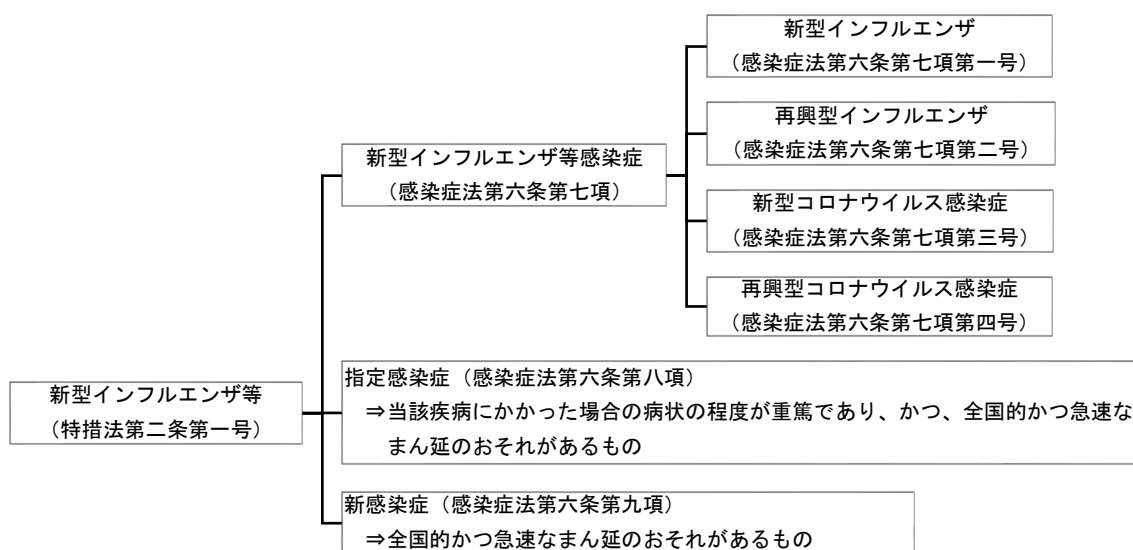 新型インフルエンザ
（感染症法第六条第七項第一号）
再興型インフルエンザ
（感染症法第六条第七項第二号）
新型インフルエンザ等感染症
（感染症法第六条第七項）
新型コロナウイルス感染症
（感染症法第六条第七項第三号）
再興型コロナウイルス感染症
（感染症法第六条第七項第四号）
新型インフルエンザ等
（特措法第二条第一号）
指定感染症（感染症法第六条第八項）
⇒当該疾病にかかった場合の病状の程度が重篤であり、かつ、全国的かつ急速な
まん延のおそれがあるもの
新感染症（感染症法第六条第九項）
⇒全国的かつ急速なまん延のおそれがあるもの